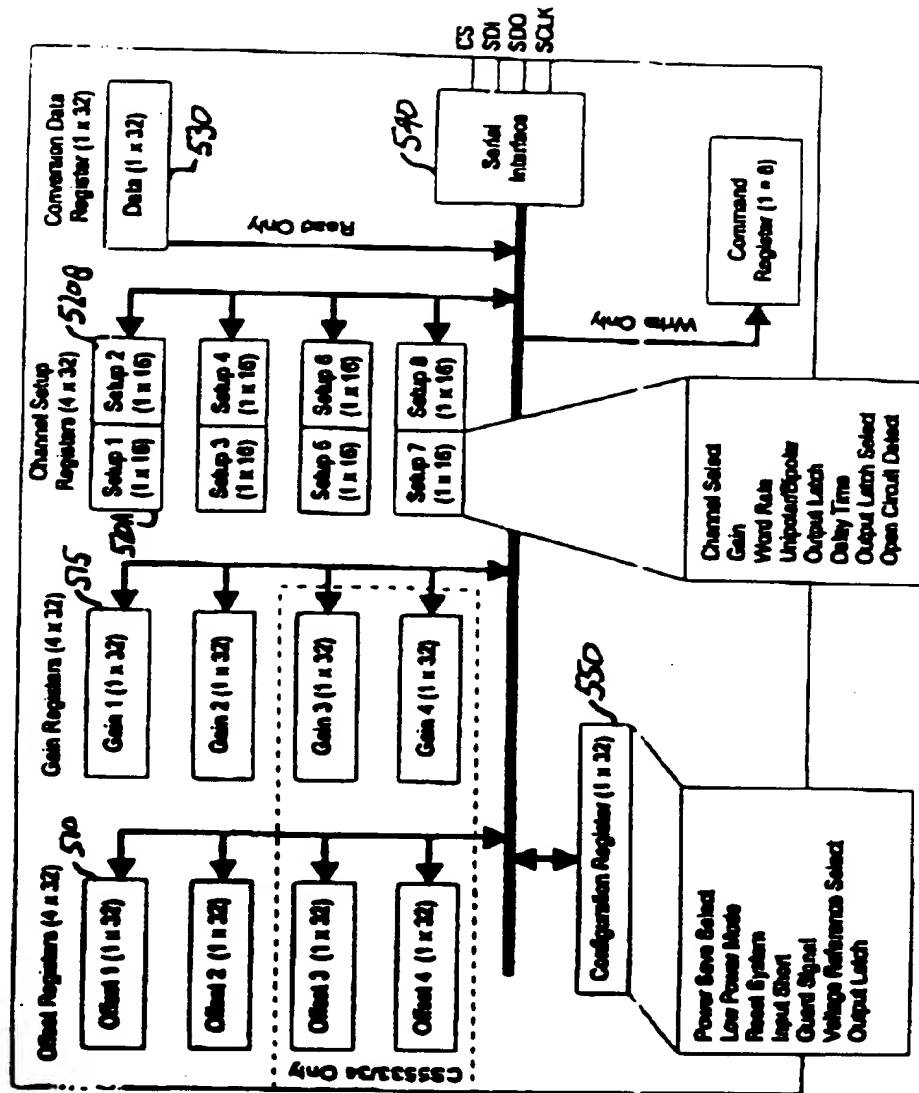 Offset Registers (4 x 32)
510
Offset 1 (1 x 32)
Offset 2 (1 x 32)
Offset 3 (1 x 32)
Offset 4 (1 x 32)
Gain Registers (4 x 32)
515
Gain 1 (1 x 32)
Gain 2 (1 x 32)
Gain 3 (1 x 32)
Gain 4 (1 x 32)
CS5533/34 Only
Channel Setup
Registers (4 x 32)
520A
520B
Setup 1
(1 x 16)
Setup 2
(1 x 16)
Setup 3
(1 x 16)
Setup 4
(1 x 16)
Setup 5
(1 x 16)
Setup 6
(1 x 16)
Setup 7
(1 x 16)
Setup 8
(1 x 16)
Conversion Data
Register (1 x 32)
Data (1 x 32)
530
Read Only
540
Serial
Interface
CS
SDI
SDO
SCLK
Write Only
Command
Register (1 x 8)
Configuration Register (1 x 32)
550
Power Save Select
Low Power Mode
Reset System
Input Short
Guard Signal
Voltage Reference Select
Output Latch
Channel Select
Gain
Word Rate
Unipolar/Bipolar
Output Latch
Delay Time
Output Latch Select
Open Circuit Detect